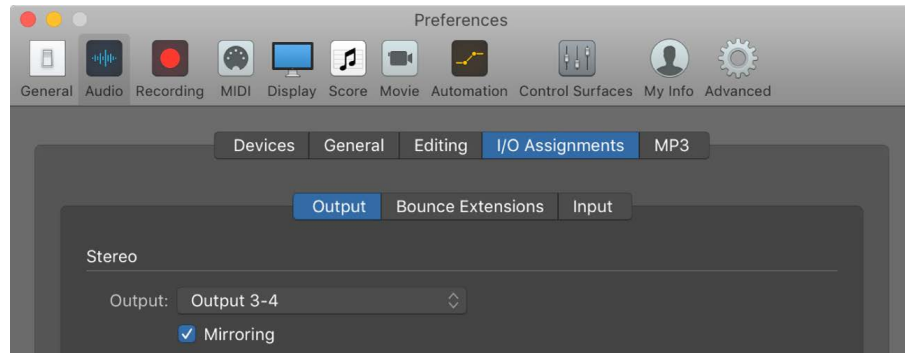 Preferences
General Audio Recording MIDI Display Score Movie Automation Control Surfaces My Info Advanced
Devices General Editing I/O Assignments MP3
Output Bounce Extensions Input
Stereo
Output: Output 3-4
Mirroring